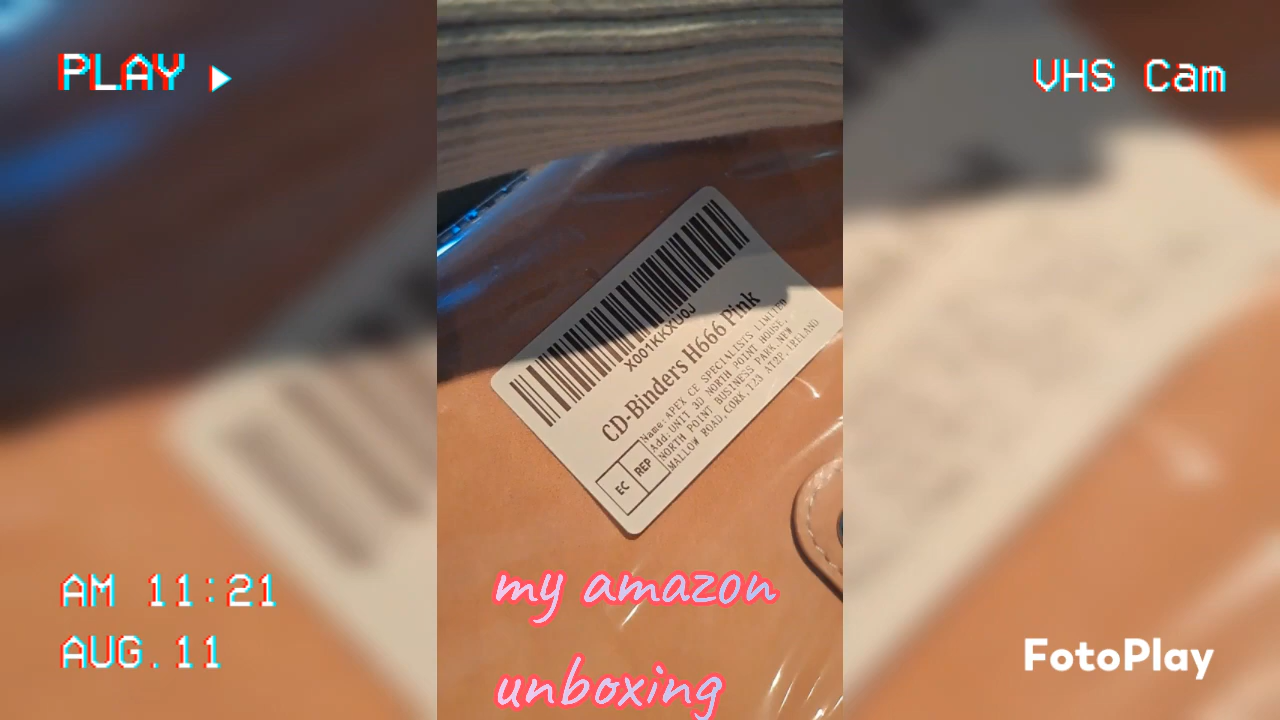 PLAY
VHS Cam
X001KKXU0J
CD-Binders H666 Pink
EC REP
Name:APEX CE SPECIALISTS LIMITED
Add:UNIT 3D NORTH POINT HOUSE,
NORTH POINT BUSINESS PARK,NEW
MALLOW ROAD,CORK,T23 AT2P,IRELAND
my amazon
unboxing
AM 11:21
AUG.11
FotoPlay